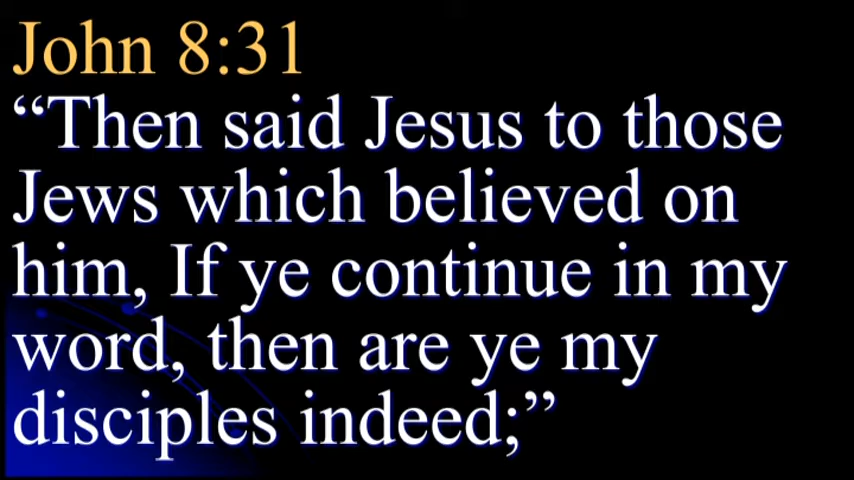 John 8:31
“Then said Jesus to those
Jews which believed on
him, If ye continue in my
word, then are ye my
disciples indeed;”